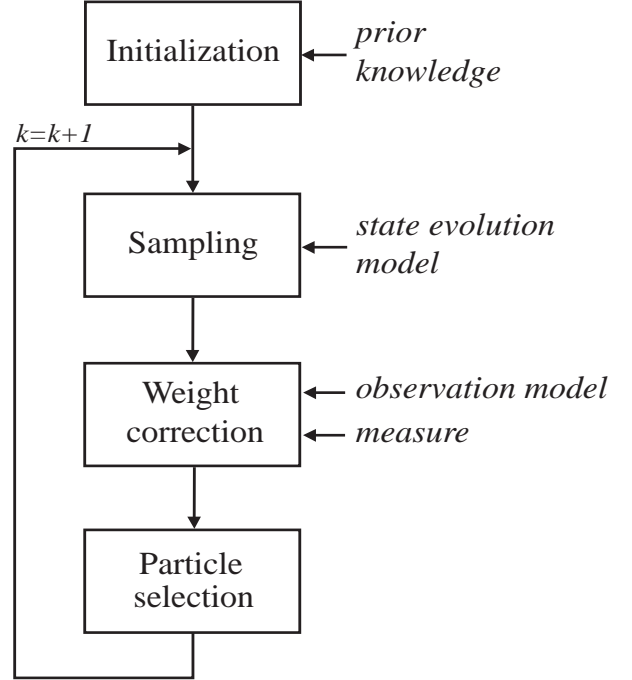 Initialization
prior
knowledge
k=k+1
Sampling
state evolution
model
Weight
correction
observation model
measure
Particle
selection